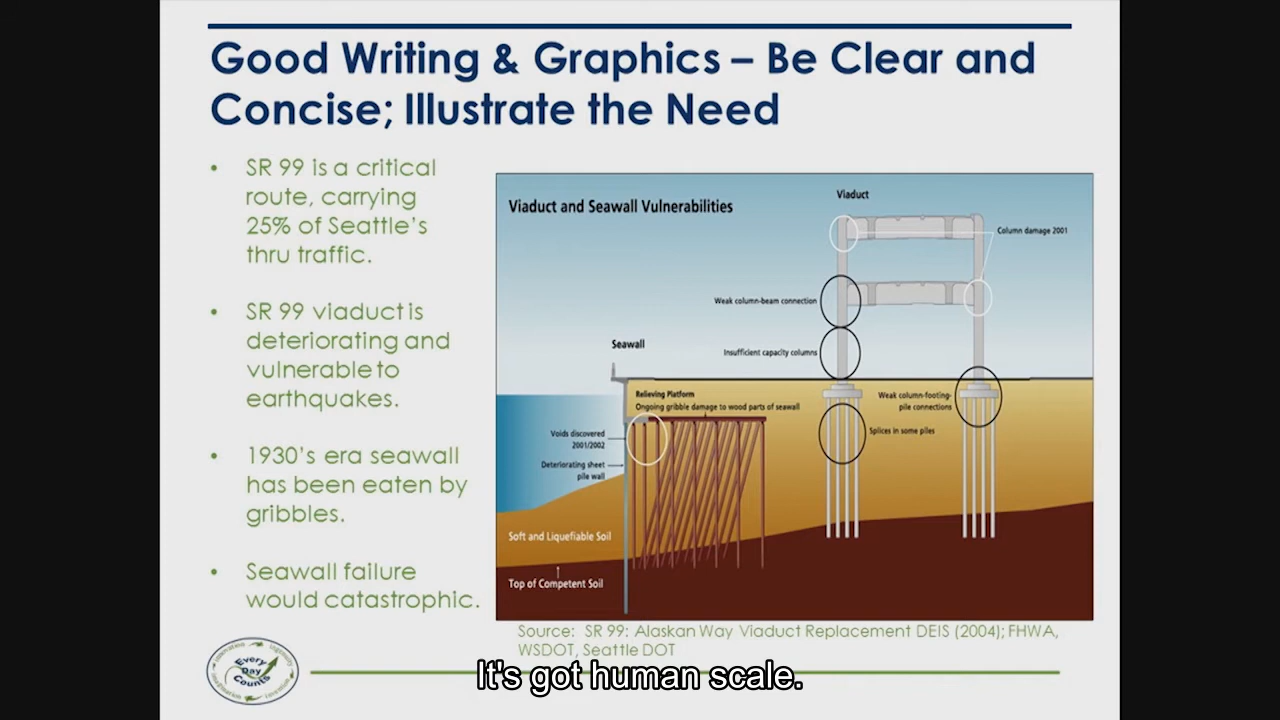 Good Writing & Graphics – Be Clear and
Concise; Illustrate the Need
• SR 99 is a critical
route, carrying
25% of Seattle's
thru traffic.
• SR 99 viaduct is
deteriorating and
vulnerable to
earthquakes.
• 1930's era seawall
has been eaten by
gribbles.
• Seawall failure
would catastrophic.
Viaduct and Seawall Vulnerabilities
Viaduct
Column damage 2001
Weak column-beam connection
Insufficient capacity columns
Seawall
Relieving Platform
Ongoing gribble damage to wood parts of seawall
Weak column-footing-
pile connections
Voids discovered
2001/2002
Splices in some piles
Deteriorating sheet
pile wall
Soft and Liquefiable Soil
Top of Competent Soil
Source: SR 99: Alaskan Way Viaduct Replacement DEIS (2004); FHWA,
WSDOT, Seattle DOT
Every
Day
Counts
It's got human scale.